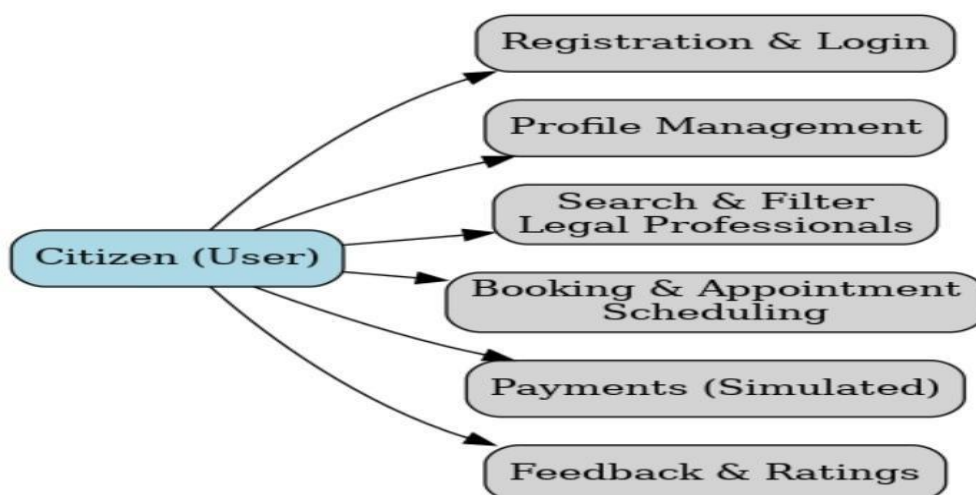 Registration & Login
Profile Management
Search & Filter
Legal Professionals
Citizen (User)
Booking & Appointment
Scheduling
Payments (Simulated)
Feedback & Ratings